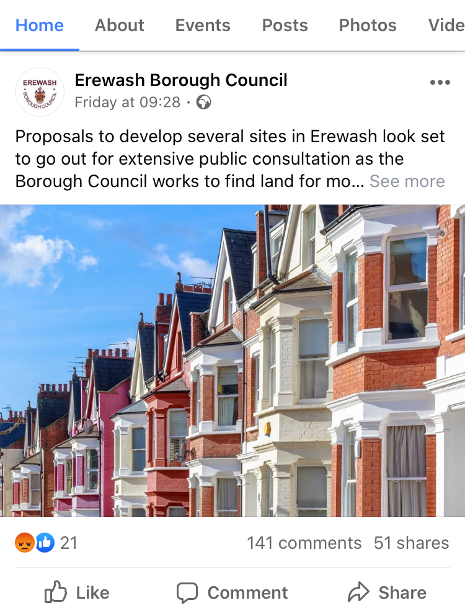 Home About Events Posts Photos Vide
EREWASH
BOROUGH COUNCIL
Erewash Borough Council
Friday at 09:28 ·
Proposals to develop several sites in Erewash look set
to go out for extensive public consultation as the
Borough Council works to find land for mo... See more
21 141 comments 51 shares
Like Comment Share